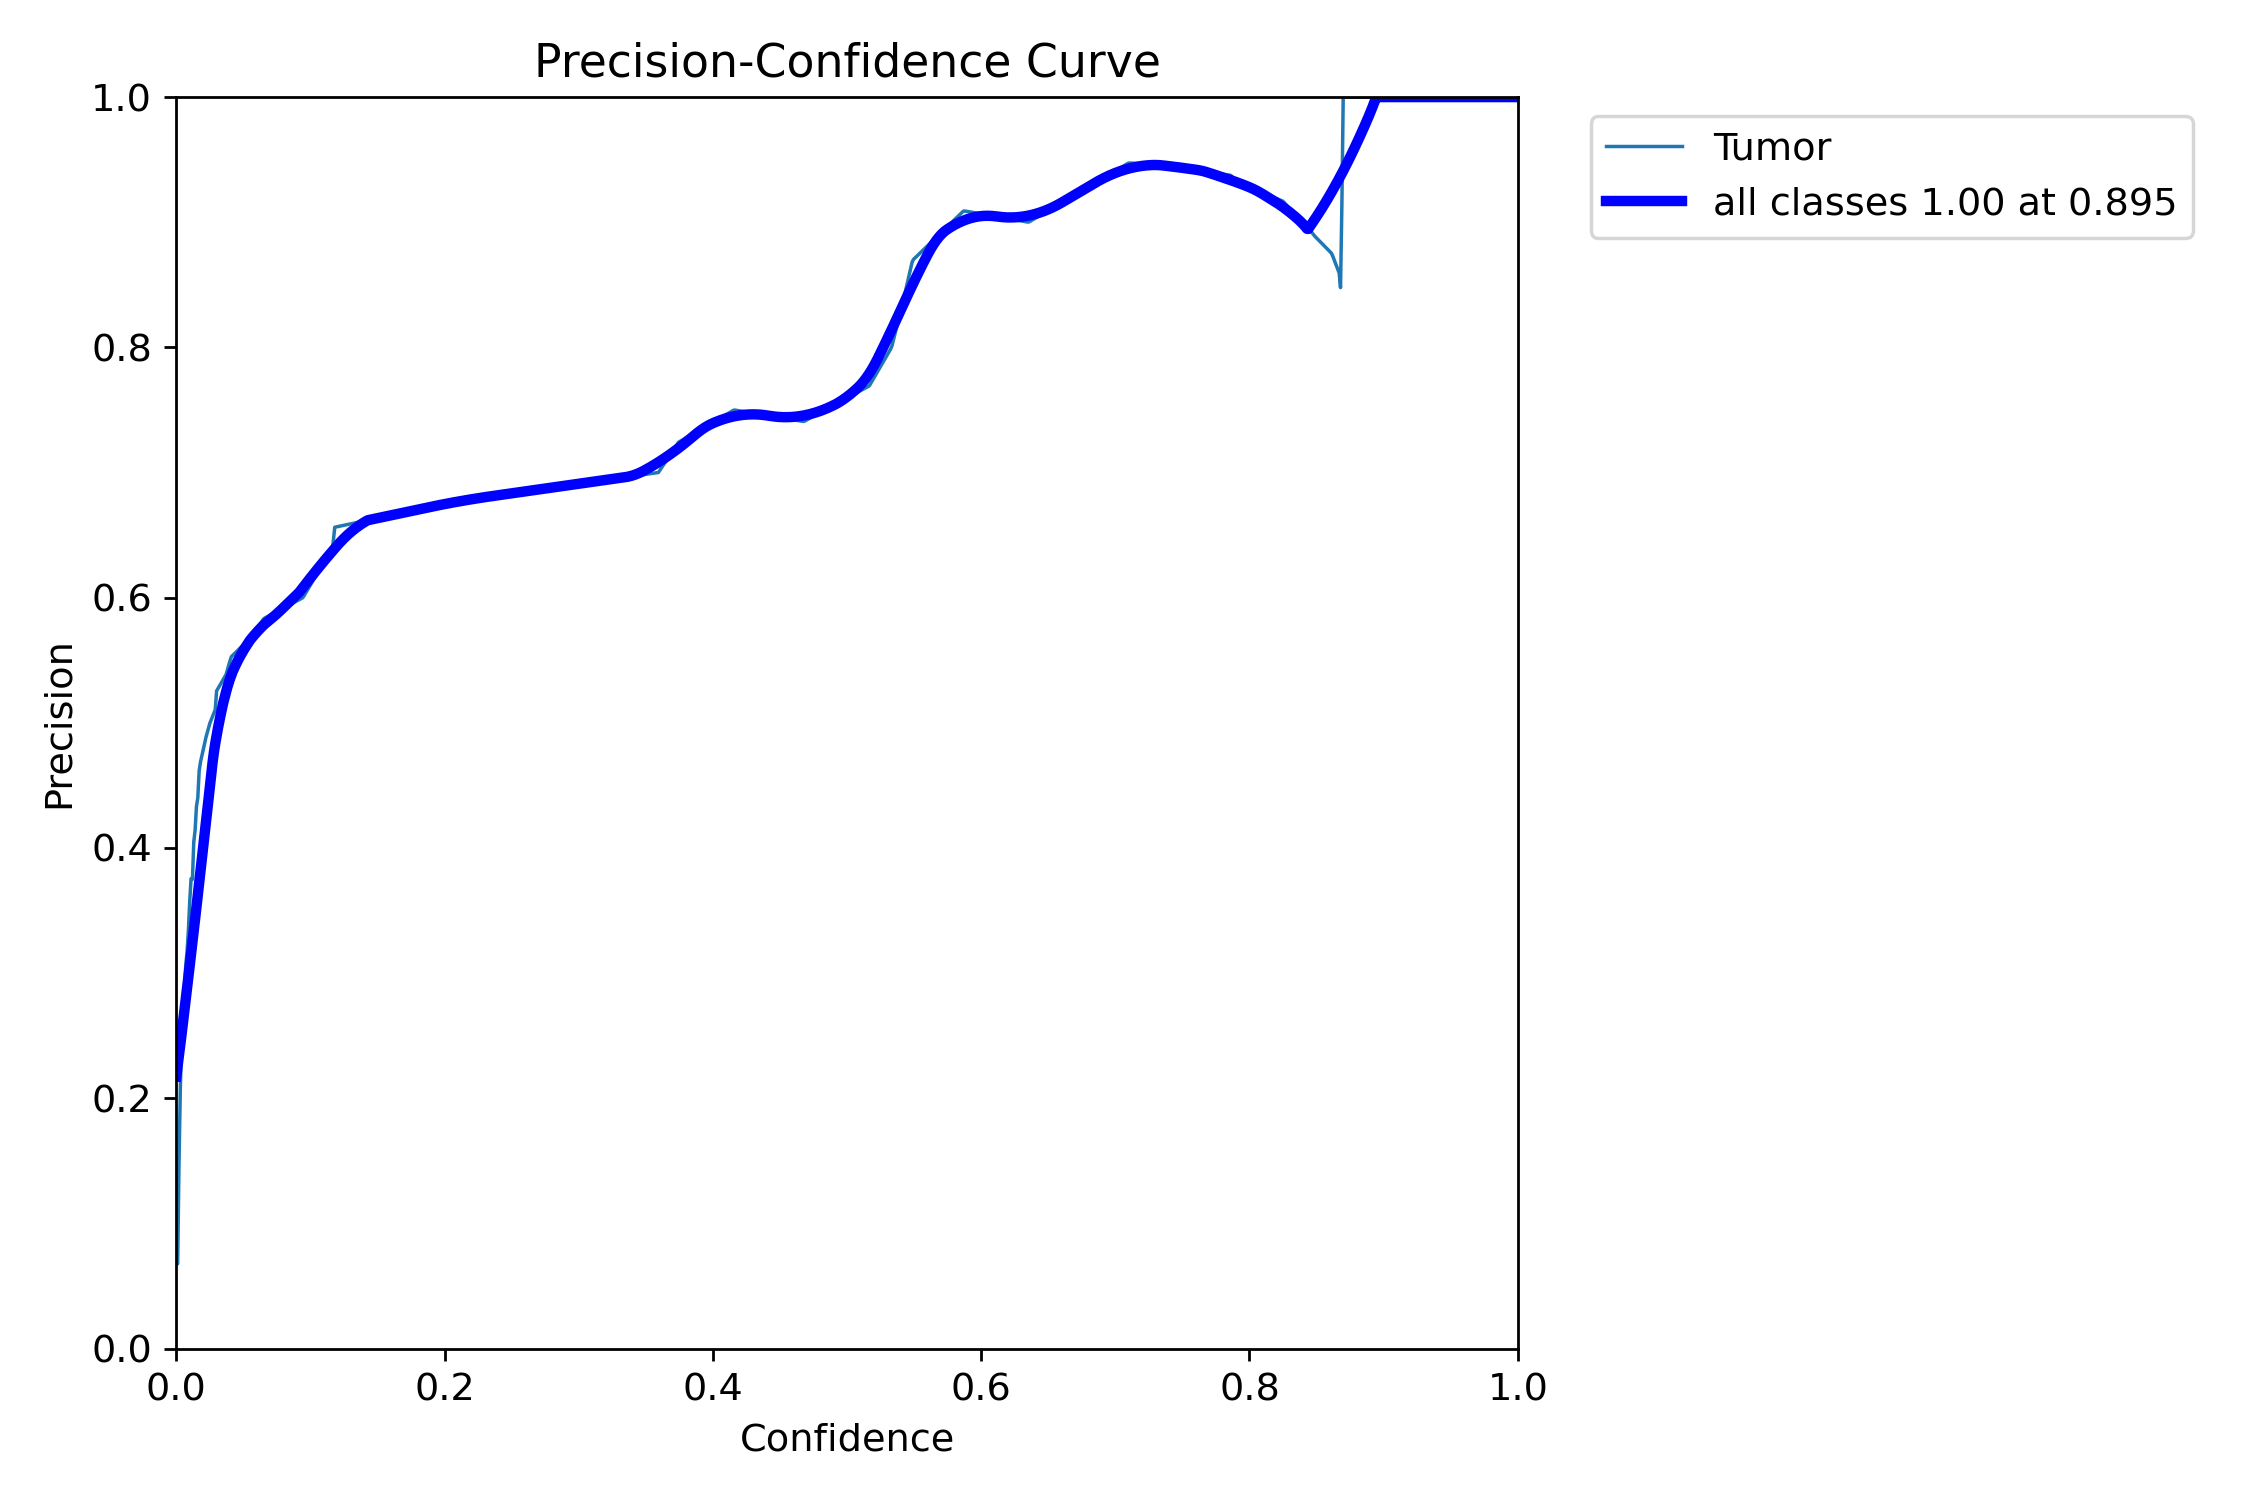 Precision-Confidence Curve
1.0
0.8
0.6
0.4
0.2
0.0
Precision
0.0 0.2 0.4 0.6 0.8 1.0
Confidence
Tumor
all classes 1.00 at 0.895